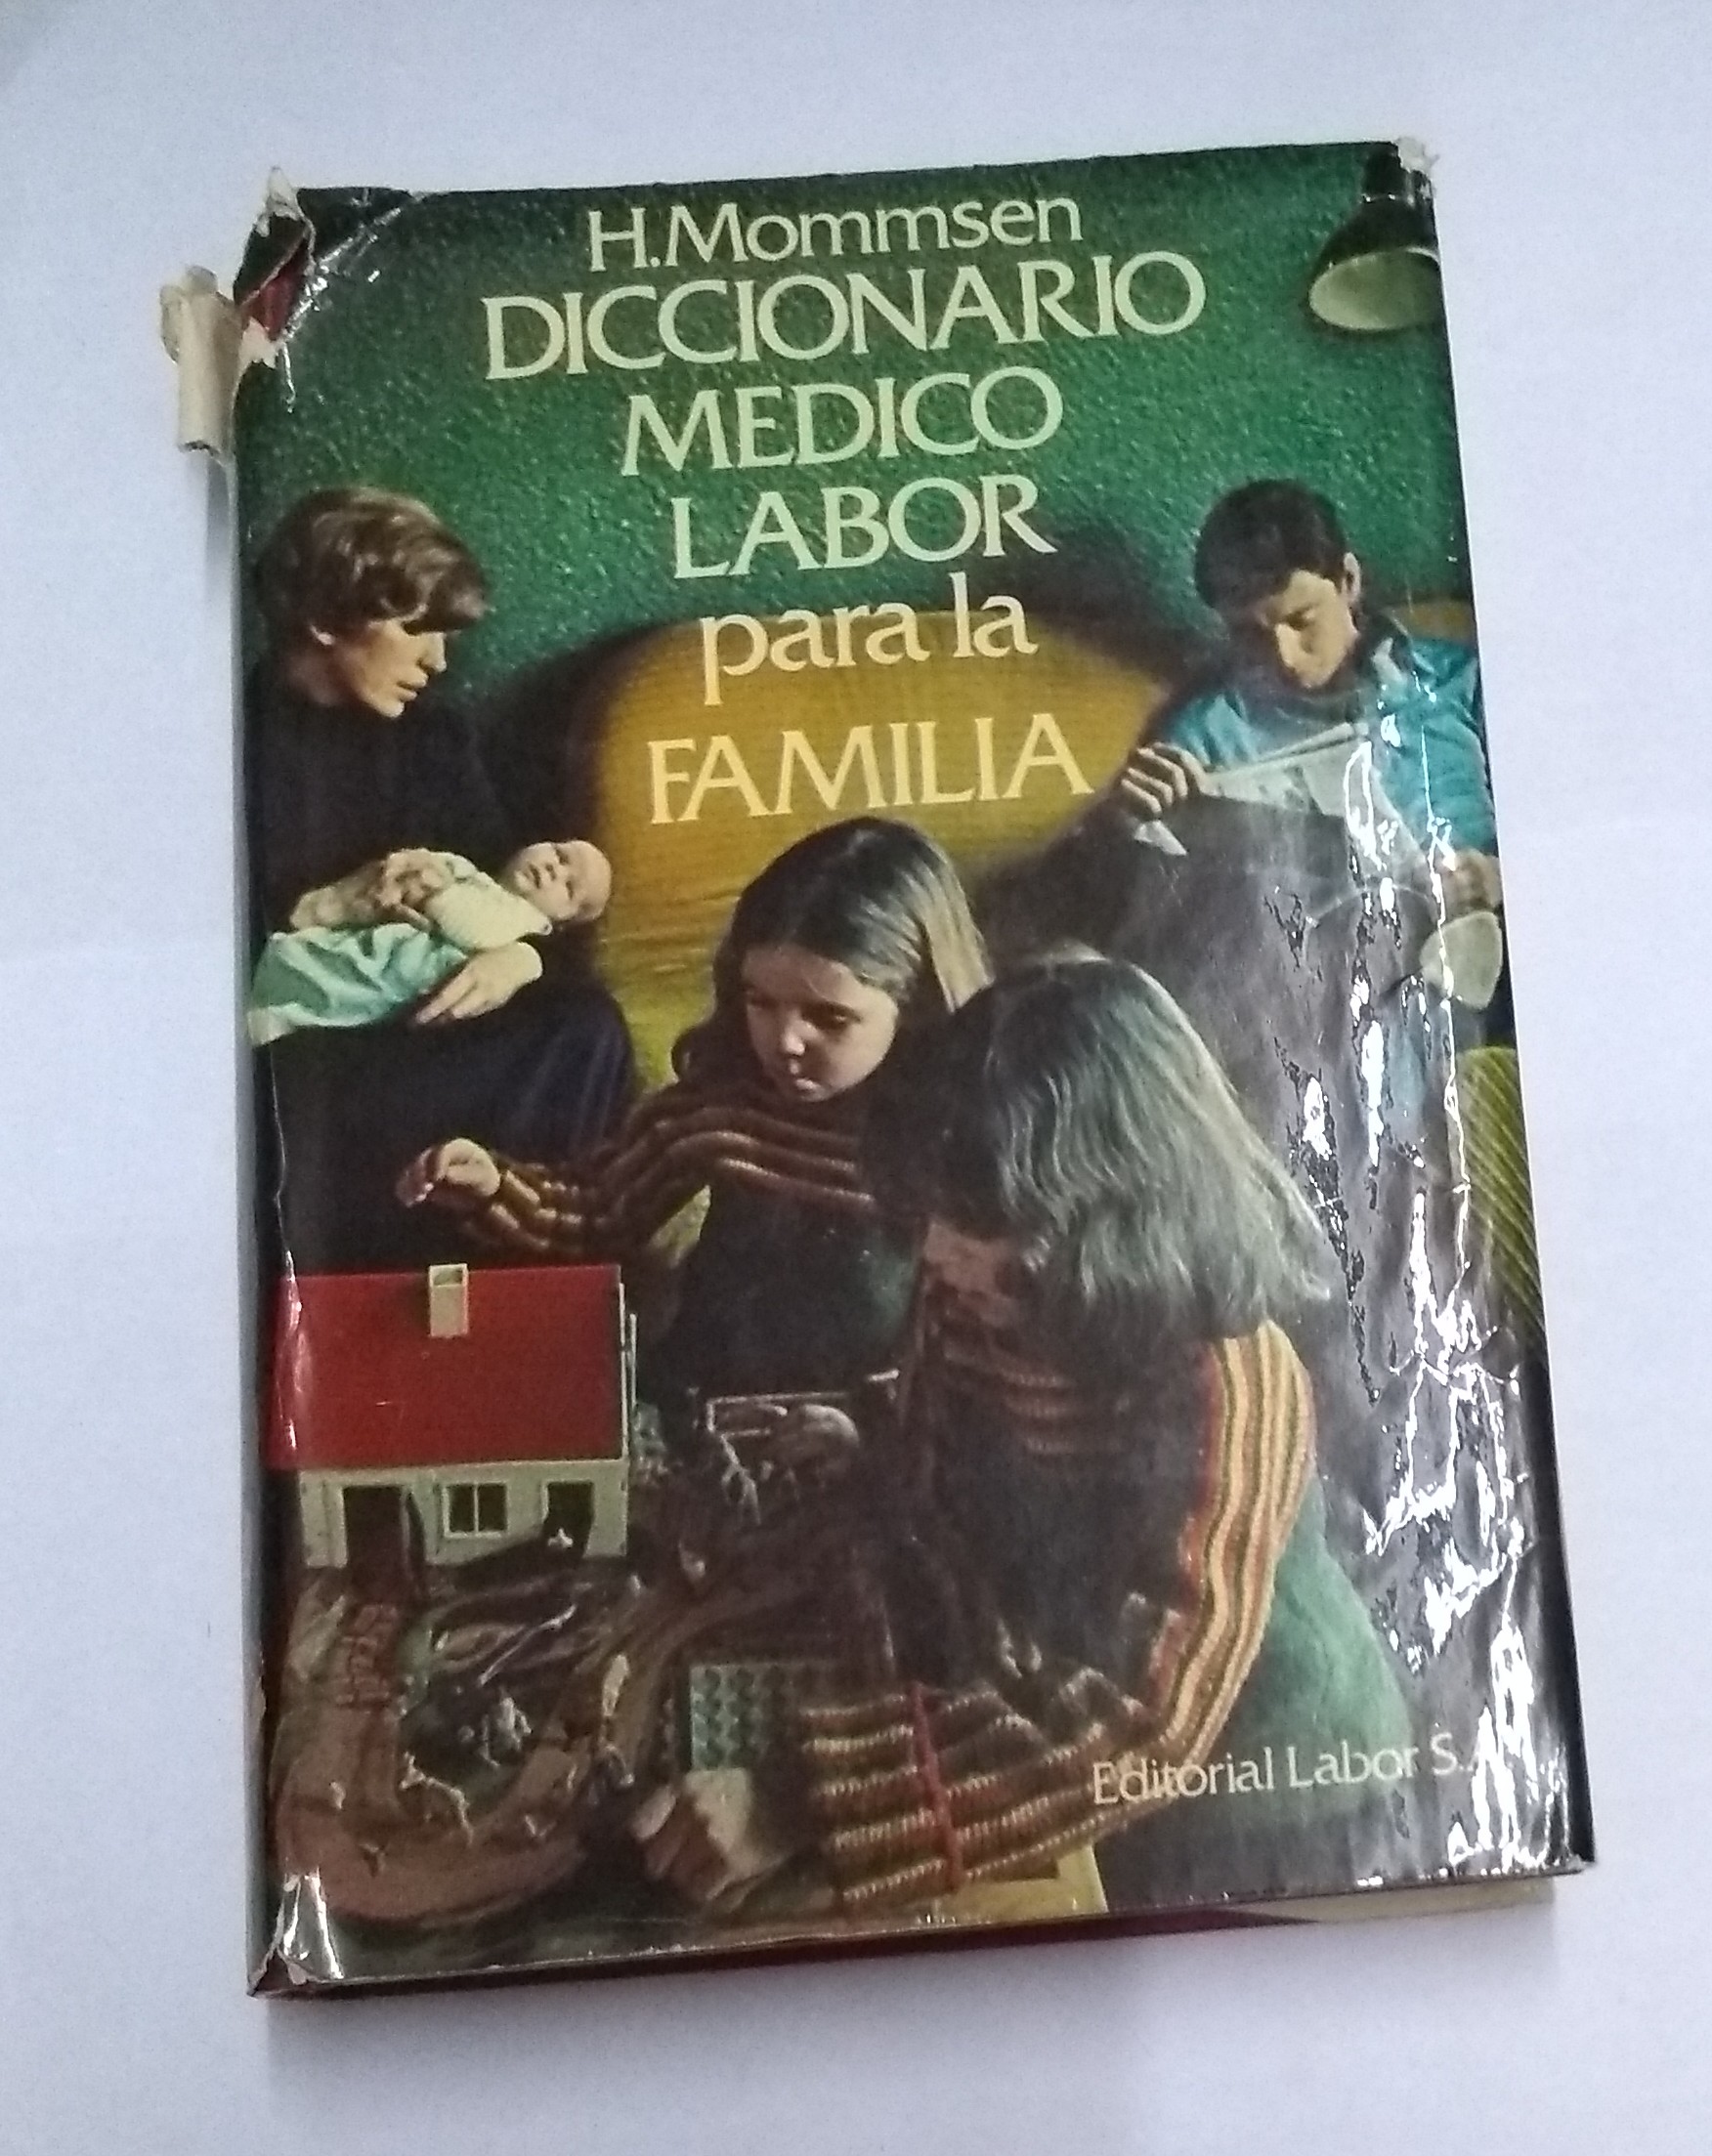 H.Mommsen
DICCIONARIO
MEDICO
LABOR
para la
FAMILIA
Editorial Labor S.A.